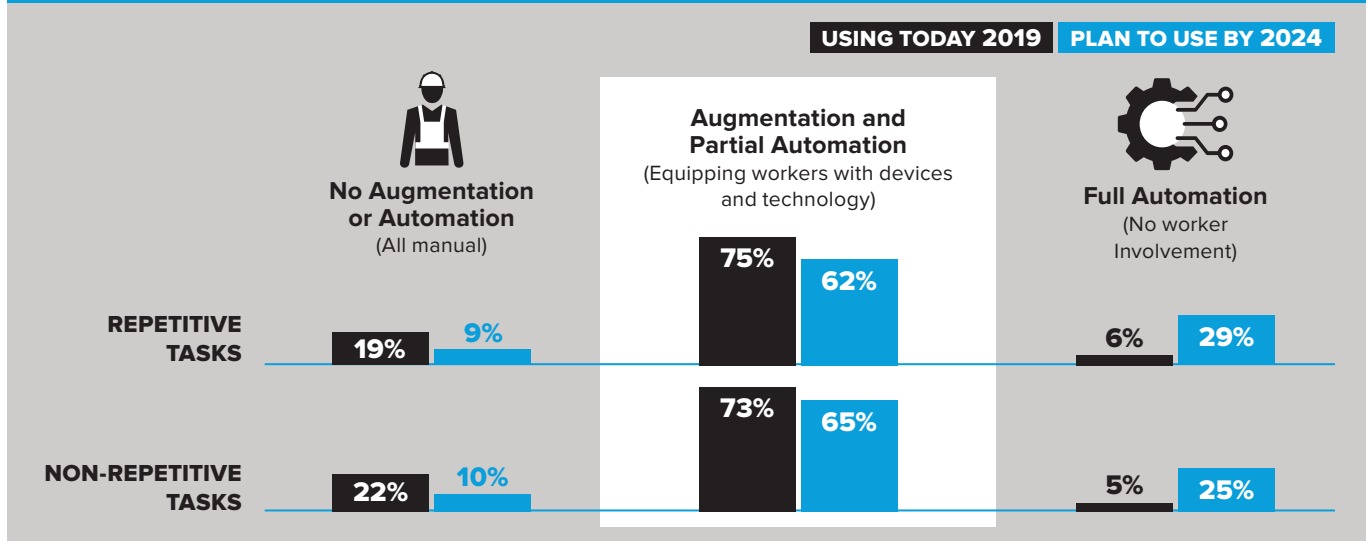 USING TODAY 2019
PLAN TO USE BY 2024
No Augmentation
or Automation
(All manual)
Augmentation and
Partial Automation
(Equipping workers with devices
and technology)
Full Automation
(No worker
Involvement)
REPETITIVE
TASKS
19%
9%
75%
62%
6%
29%
NON-REPETITIVE
TASKS
22%
10%
73%
65%
5%
25%